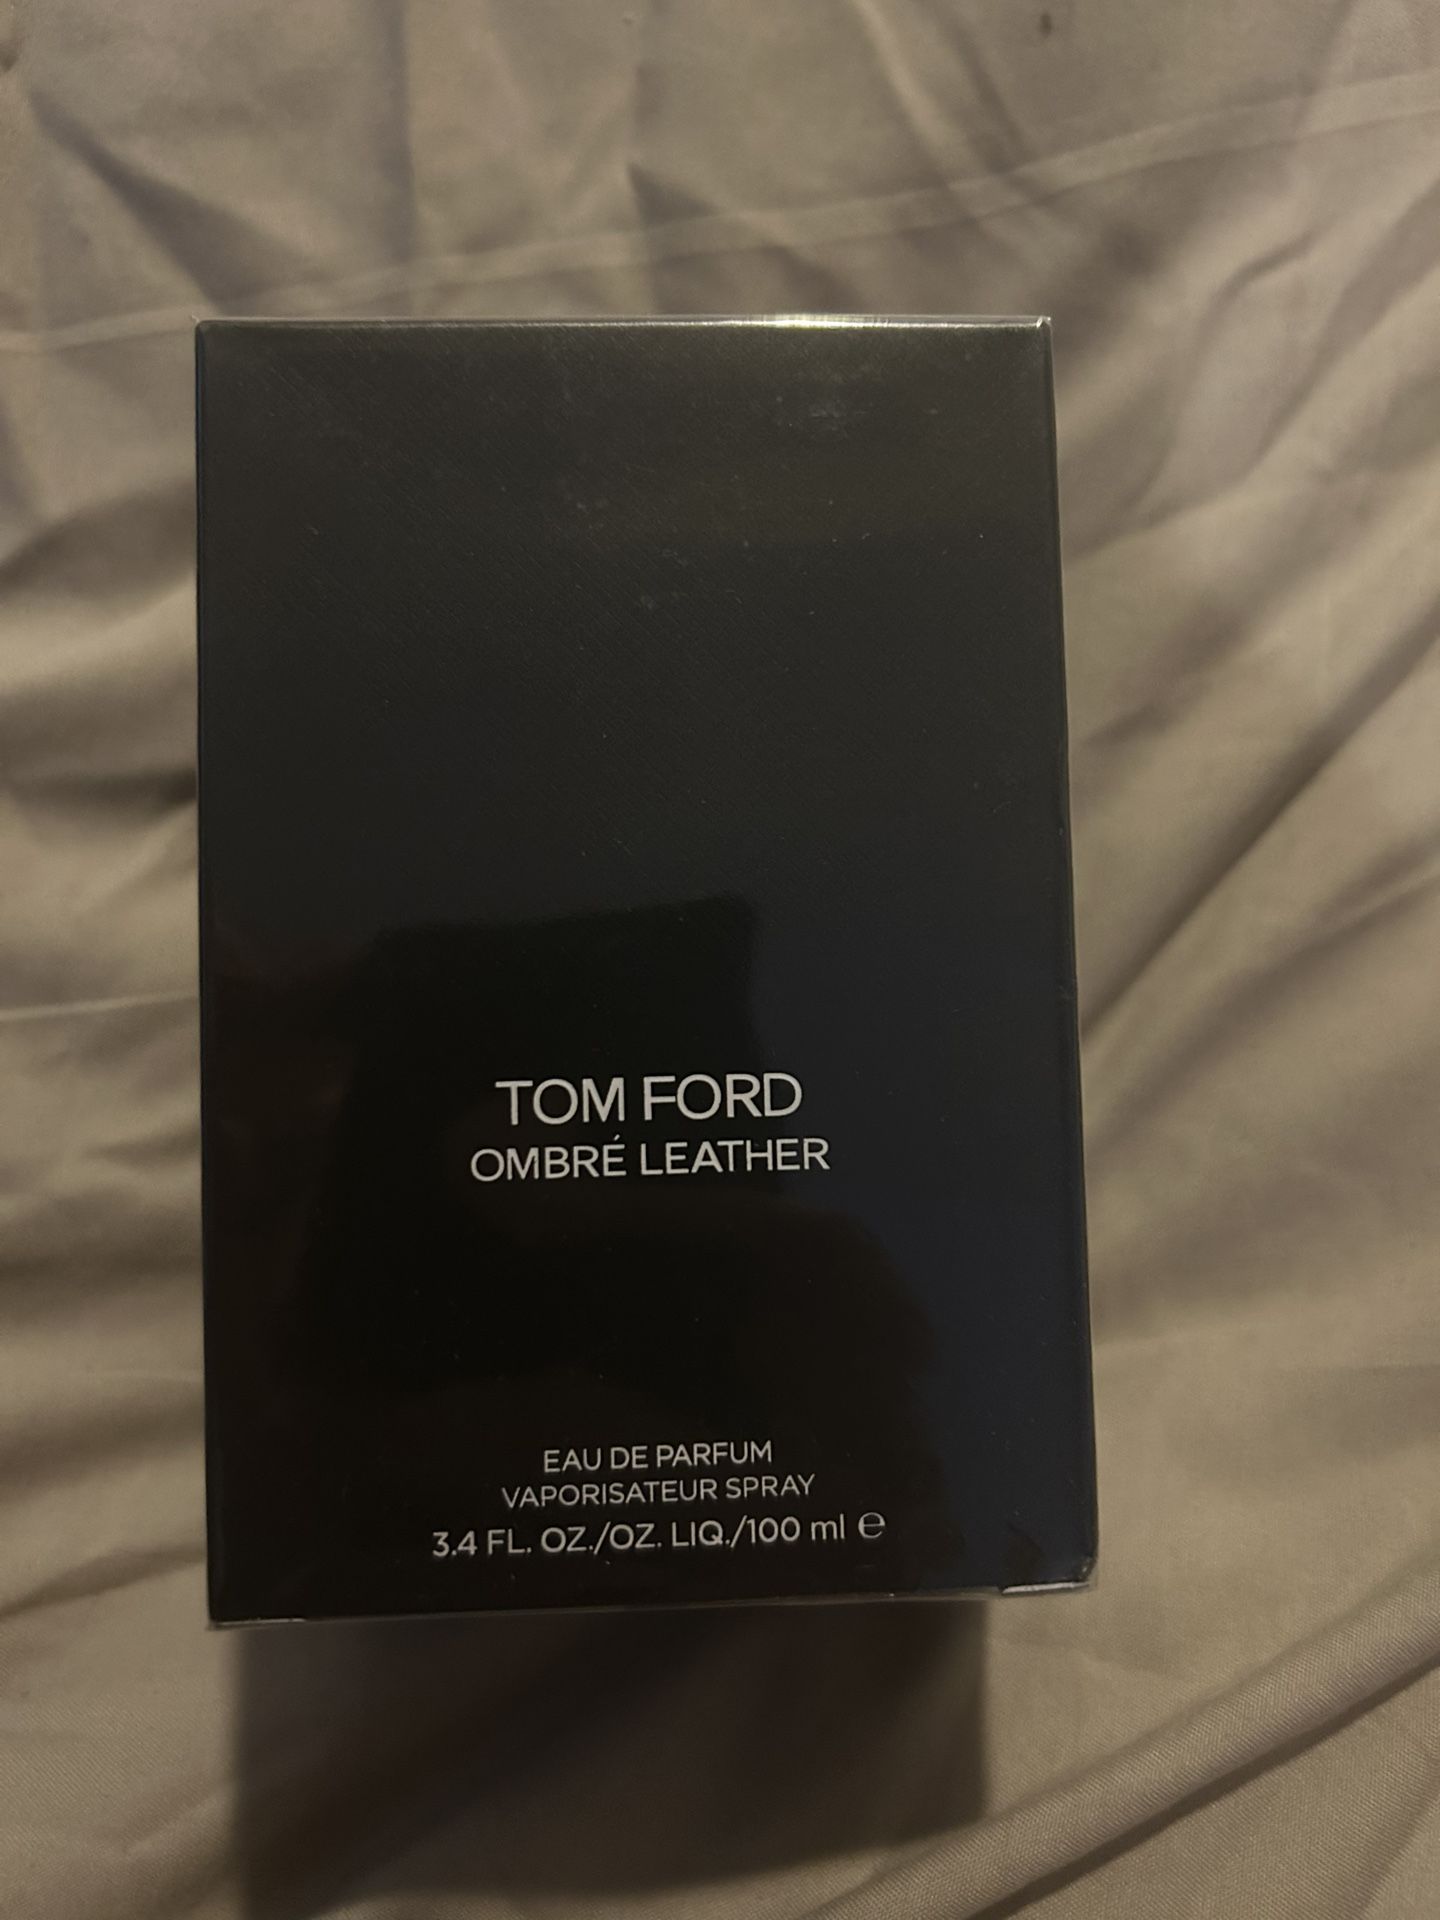 TOM FORD
OMBRÉ LEATHER
EAU DE PARFUM
VAPORISATEUR SPRAY
3.4 FL. OZ./OZ. LIQ./100 ml ℮